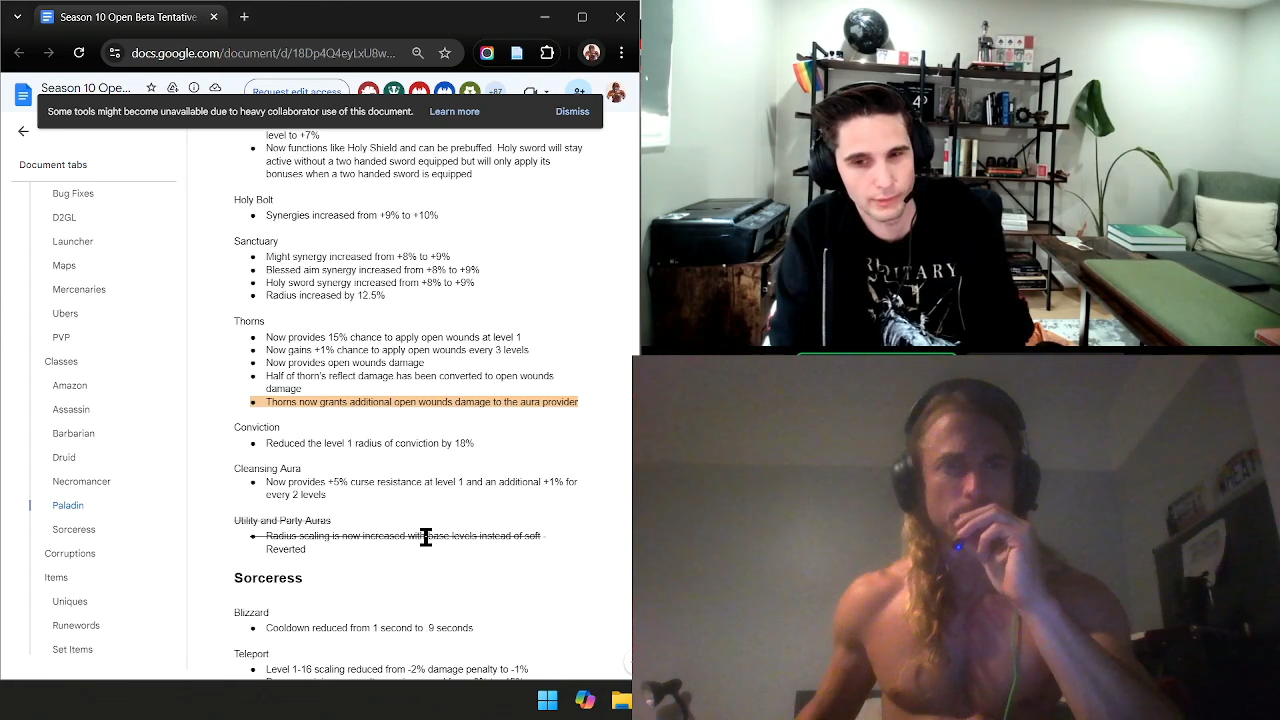 Season 10 Open Beta Tentative
docs.google.com/document/d/18Dp4Q4eyLxU8w...
Season 10 Ope...
Request edit access
+87
Some tools might become unavailable due to heavy collaborator use of this document.
Learn more
Dismiss
Document tabs
Bug Fixes
D2GL
Launcher
Maps
Mercenaries
Ubers
PVP
Classes
Amazon
Assassin
Barbarian
Druid
Necromancer
Paladin
Sorceress
Corruptions
Items
Uniques
Runewords
Set Items
level to +7%
Now functions like Holy Shield and can be prebuffed. Holy sword will stay
active without a two handed sword equipped but will only apply its
bonuses when a two handed sword is equipped
Holy Bolt
Synergies increased from +9% to +10%
Sanctuary
Might synergy increased from +8% to +9%
Blessed aim synergy increased from +8% to +9%
Holy sword synergy increased from +8% to +9%
Radius increased by 12.5%
Thorns
Now provides 15% chance to apply open wounds at level 1
Now gains +1% chance to apply open wounds every 3 levels
Now provides open wounds damage
Half of thorn's reflect damage has been converted to open wounds
damage
Thorns now grants additional open wounds damage to the aura provider
Conviction
Reduced the level 1 radius of conviction by 18%
Cleansing Aura
Now provides +5% curse resistance at level 1 and an additional +1% for
every 2 levels
Utility and Party Auras
Radius scaling is now increased with base levels instead of soft -
Reverted
Sorceress
Blizzard
Cooldown reduced from 1 second to .9 seconds
Teleport
Level 1-16 scaling reduced from -2% damage penalty to -1%